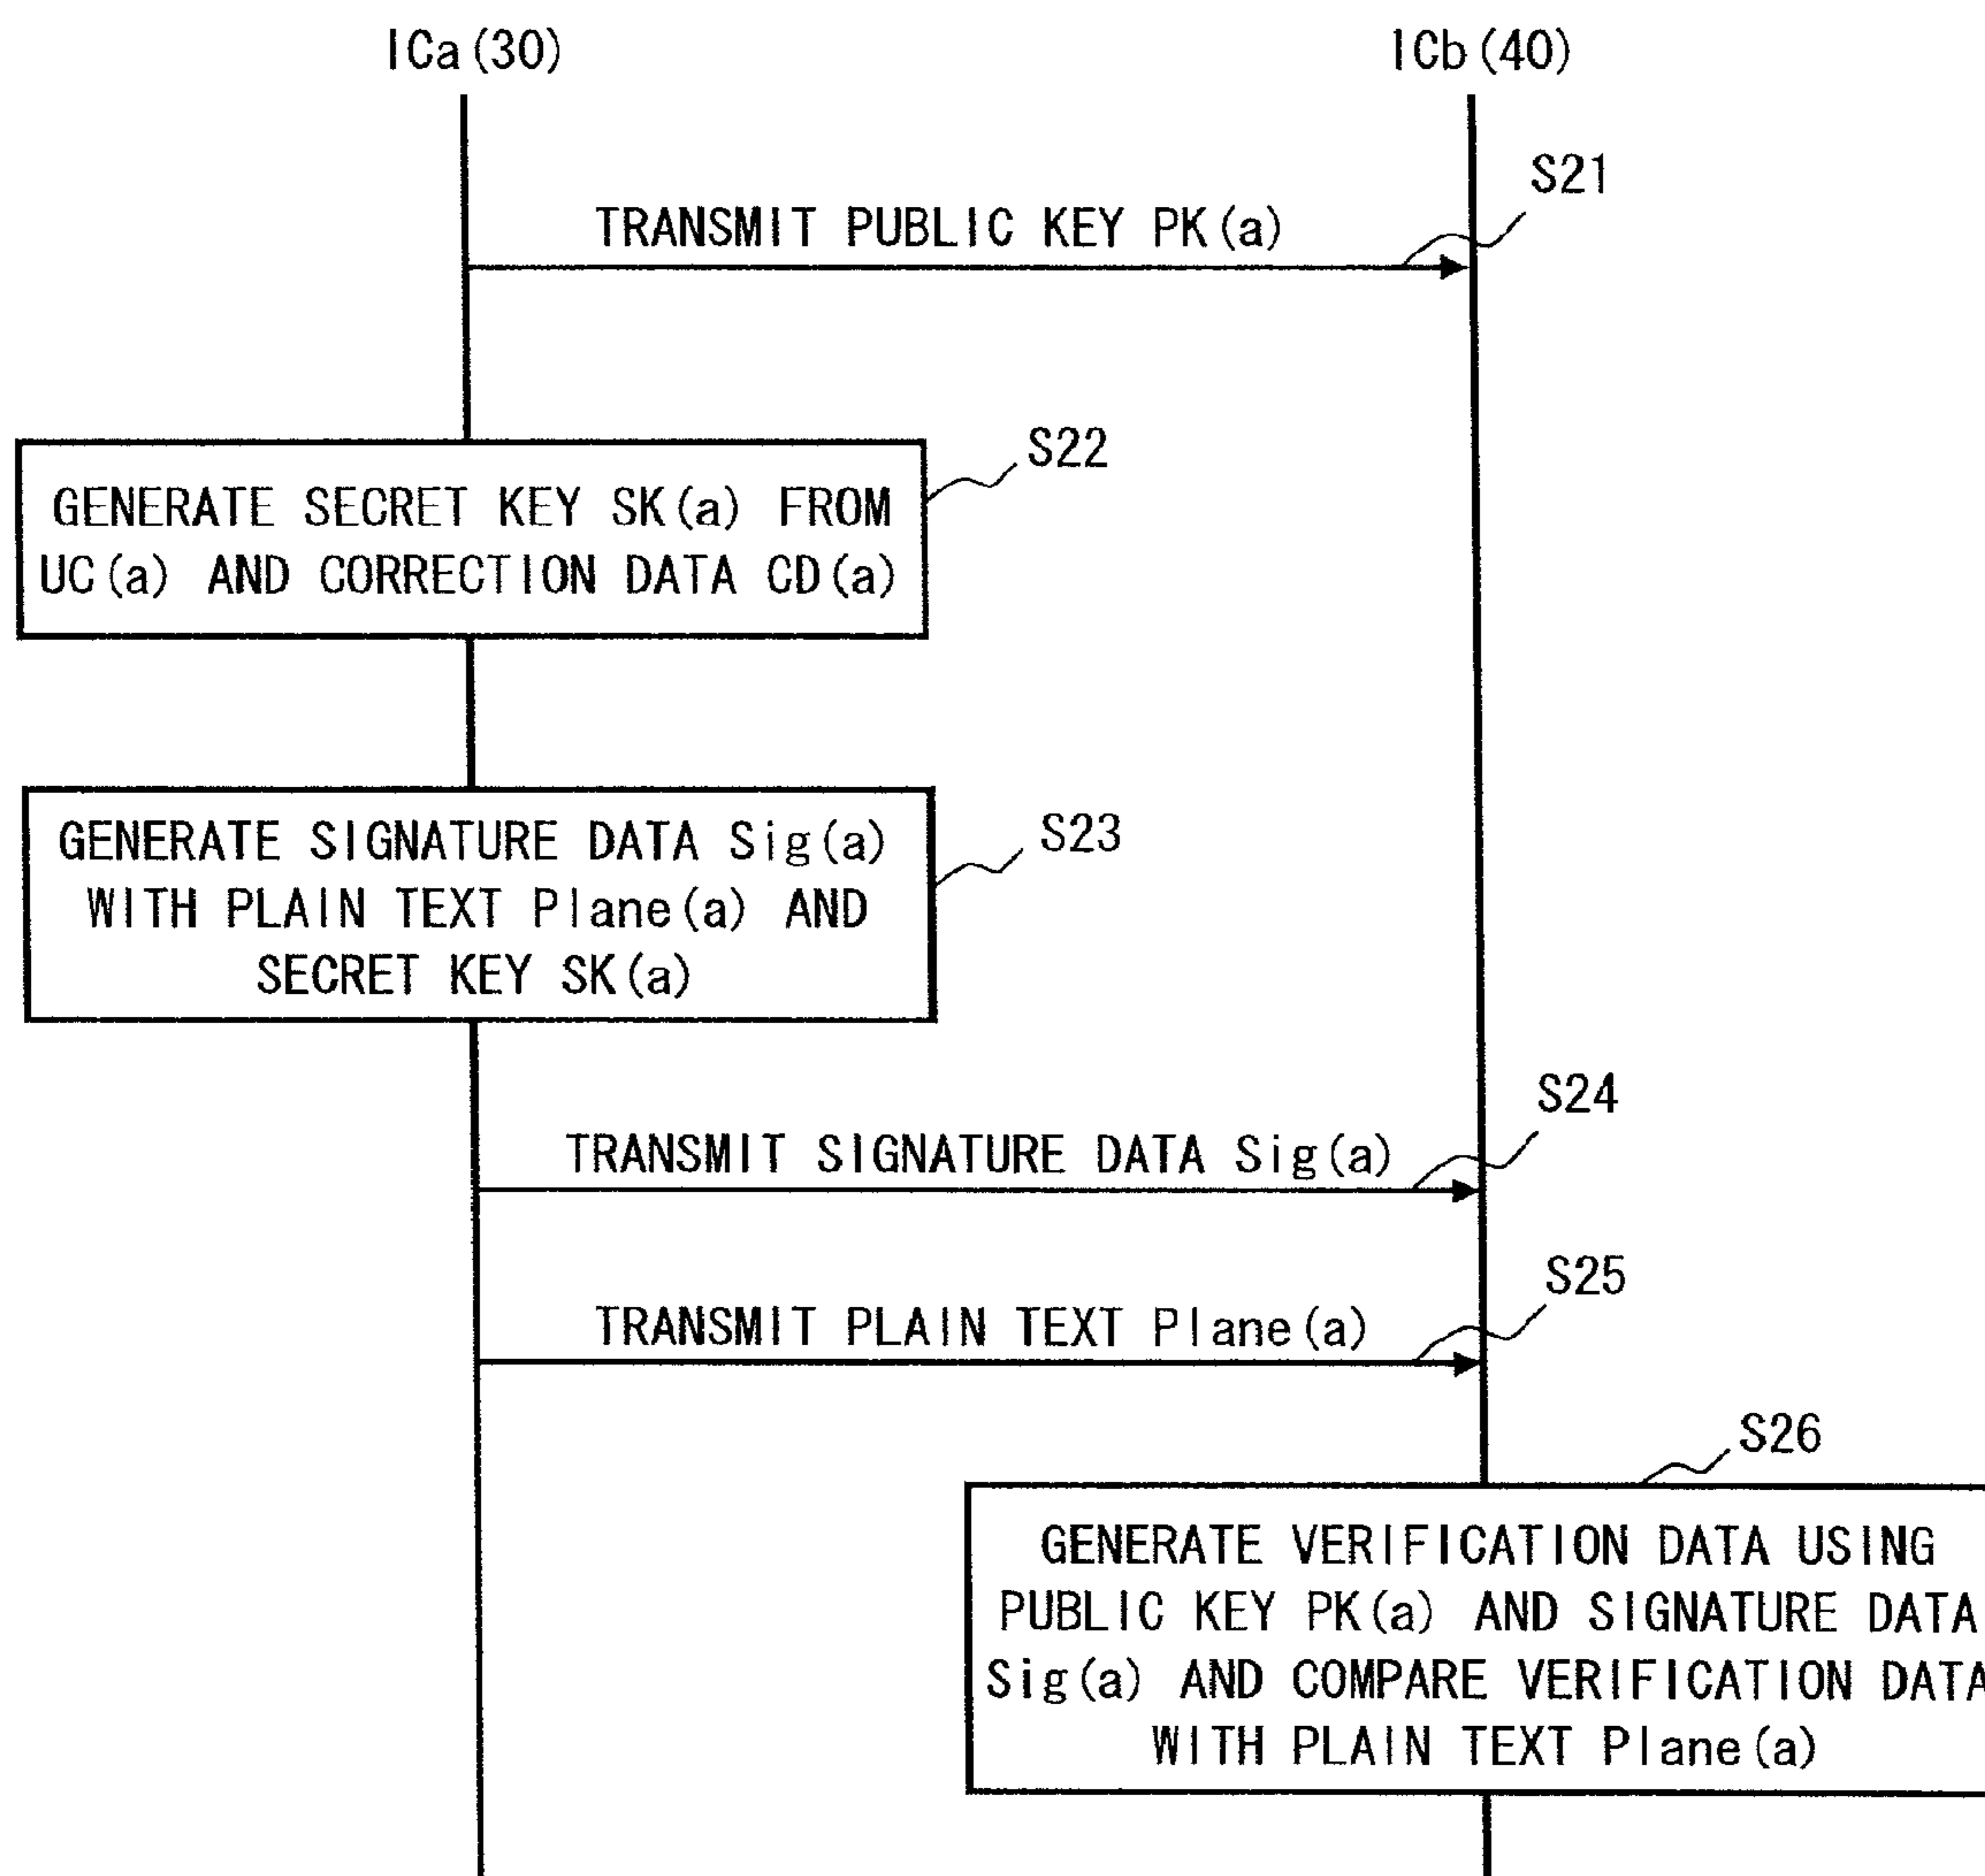 ICa(30)
ICb(40)
S21
TRANSMIT PUBLIC KEY PK(a)
S22
GENERATE SECRET KEY SK(a) FROM
UC(a) AND CORRECTION DATA CD(a)
S23
GENERATE SIGNATURE DATA Sig(a)
WITH PLAIN TEXT Plane(a) AND
SECRET KEY SK(a)
S24
TRANSMIT SIGNATURE DATA Sig(a)
S25
TRANSMIT PLAIN TEXT Plane(a)
S26
GENERATE VERIFICATION DATA USING
PUBLIC KEY PK(a) AND SIGNATURE DATA
Sig(a) AND COMPARE VERIFICATION DATA
WITH PLAIN TEXT Plane(a)